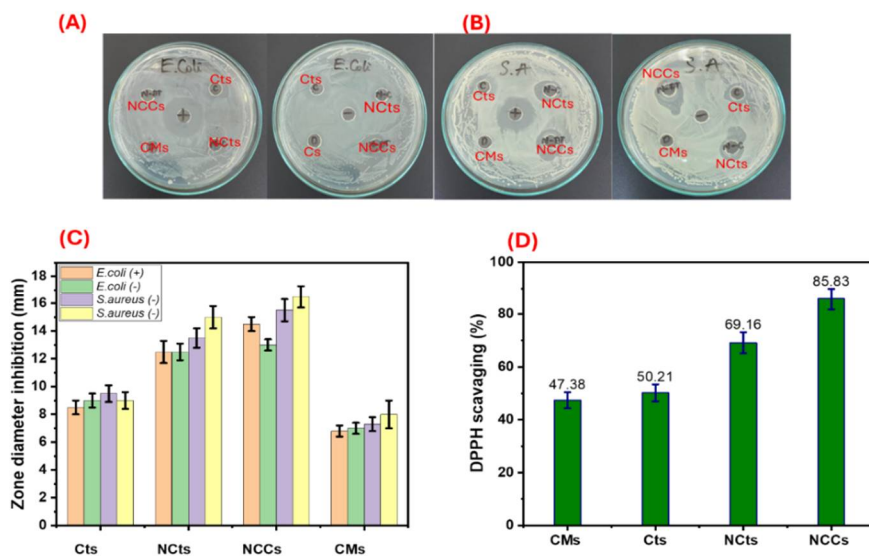 (A)
(B)
E.Coli
Cts
C
NCCs
+
CMs
NCts
E.Coli
Cts
C
NCts
-
D
Cs
NCCs
S.A
C
Cts
NCts
+
D
CMs
NCCs
S.A
NCCs
C
Cts
-
CMs
NCts
(C)
Zone diameter inhibition (mm)
18
16
14
12
10
8
6
4
2
0
E.coli (+)
E.coli (-)
S.aureus (-)
S.aureus (-)
Cts NCts NCCs CMs
(D)
DPPH scavaging (%)
100
80
60
40
20
0
47.38
50.21
69.16
85.83
CMs Cts NCts NCCs